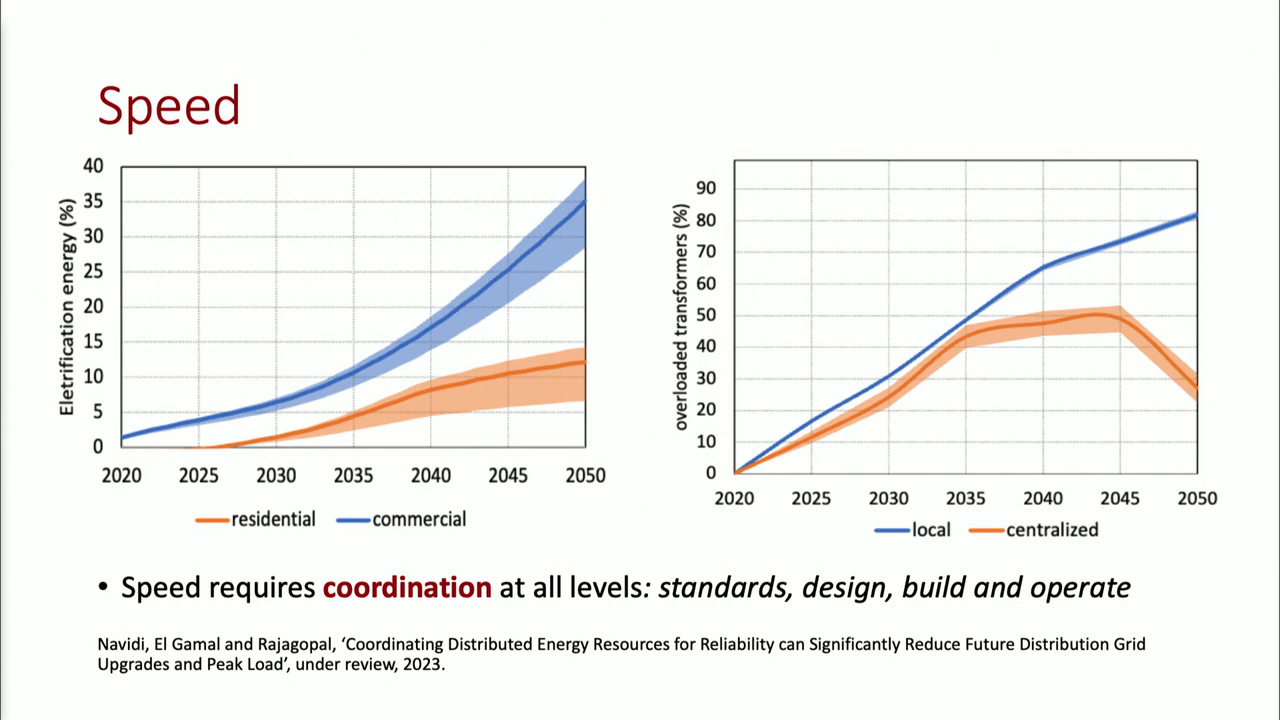 Speed
Eletrification energy (%)
40
35
30
25
20
15
10
5
0
2020 2025 2030 2035 2040 2045 2050
residential commercial
overloaded transformers (%)
90
80
70
60
50
40
30
20
10
0
2020 2025 2030 2035 2040 2045 2050
local centralized
• Speed requires coordination at all levels: standards, design, build and operate
Navidi, El Gamal and Rajagopal, ‘Coordinating Distributed Energy Resources for Reliability can Significantly Reduce Future Distribution Grid
Upgrades and Peak Load’, under review, 2023.